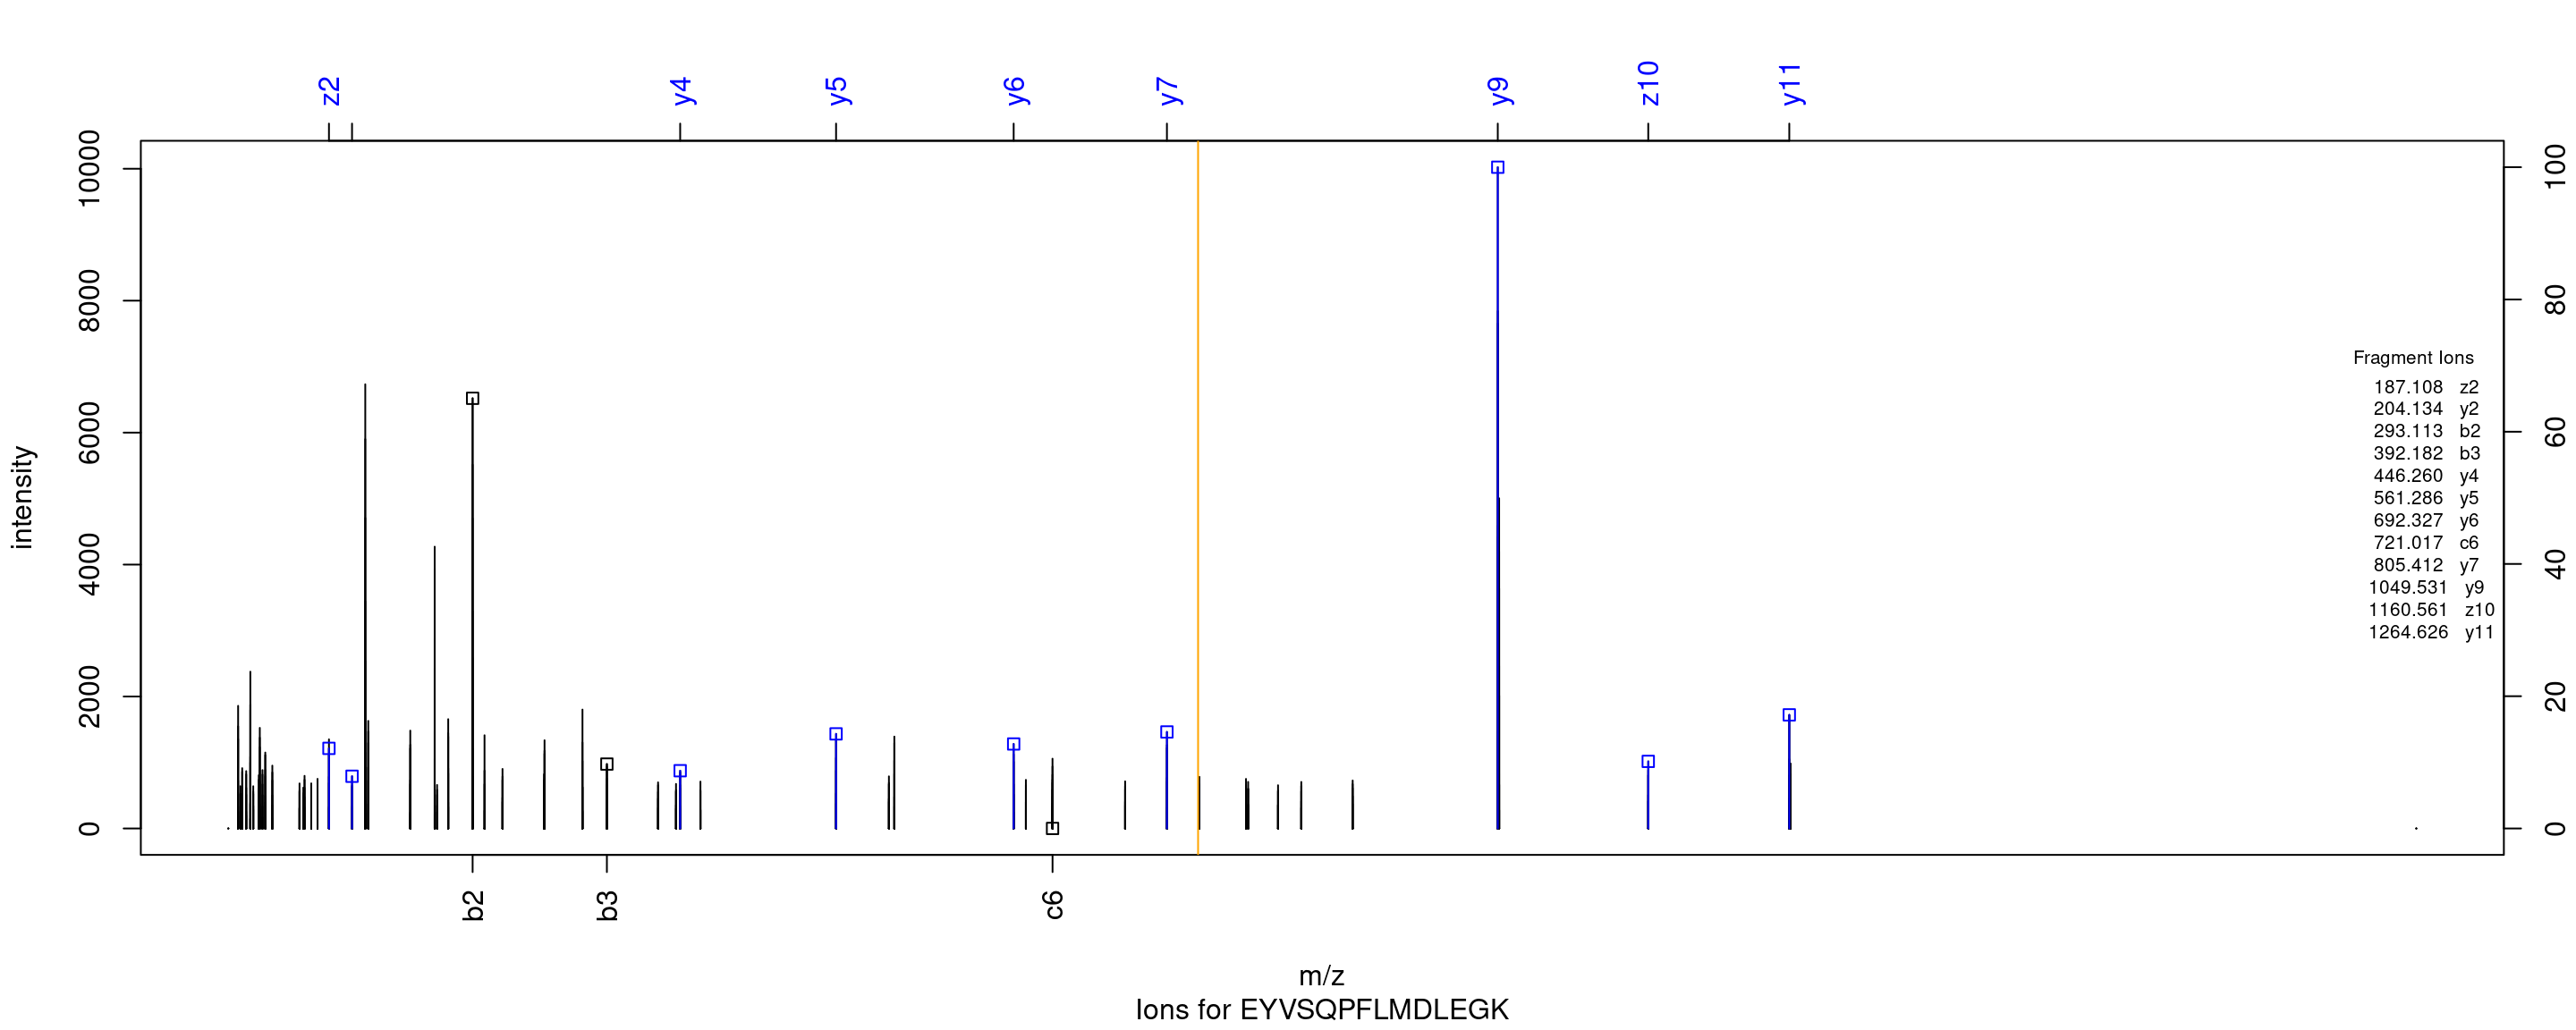 z2 y4 y5 y6 y7 y9 z10 y11
10000
8000
6000
4000
2000
0
intensity
100
80
60
40
20
0
Fragment Ions
187.108 z2
204.134 y2
293.113 b2
392.182 b3
446.260 y4
561.286 y5
692.327 y6
721.017 c6
805.412 y7
1049.531 y9
1160.561 z10
1264.626 y11
b2 b3 c6
m/z
Ions for EYVSQPFLMDLEGK